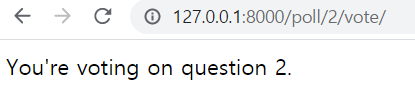 127.0.0.1:8000/poll/2/vote/
You're voting on question 2.